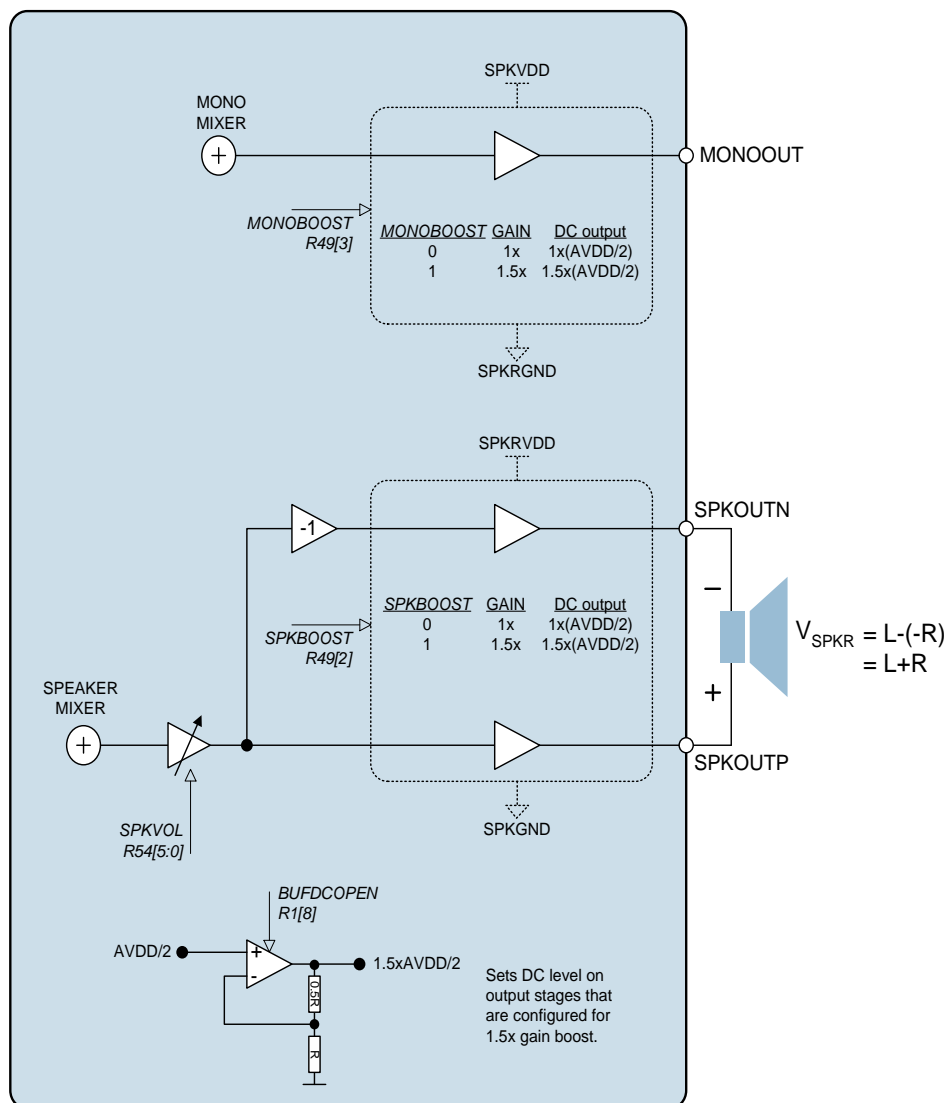 SPKVDD
MONO
MIXER
+
MONOOUT
MONOBOOST
R49[3]
MONOBOOST GAIN DC output
0 1x 1x(AVDD/2)
1 1.5x 1.5x(AVDD/2)
SPKRGND
SPKRVDD
SPKOUTN
-1
SPKBOOST
R49[2]
SPKBOOST GAIN DC output
0 1x 1x(AVDD/2)
1 1.5x 1.5x(AVDD/2)
−
+
VSPKR = L-(-R)
= L+R
SPEAKER
MIXER
+
SPKOUTP
SPKGND
SPKVOL
R54[5:0]
BUFDCOPEN
R1[8]
AVDD/2
+
-
1.5xAVDD/2
0.5R
R
Sets DC level on
output stages that
are configured for
1.5x gain boost.